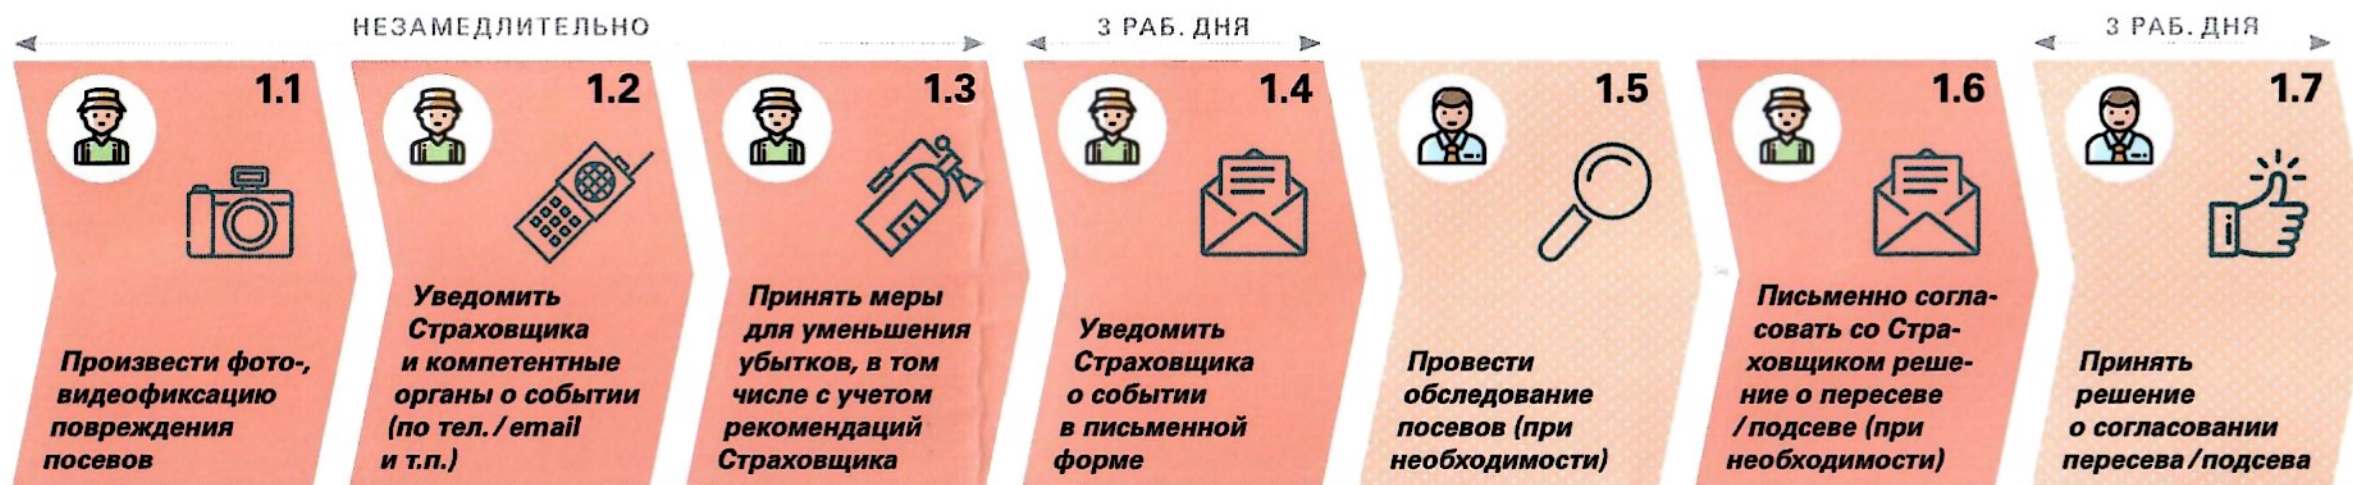 НЕЗАМЕДЛИТЕЛЬНО
3 РАБ. ДНЯ
3 РАБ. ДНЯ
1.1
Произвести фото-,
видеофиксацию
повреждения
посевов
1.2
Уведомить
Страховщика
и компетентные
органы о событии
(по тел. / email
и т.п.)
1.3
Принять меры
для уменьшения
убытков, в том
числе с учетом
рекомендаций
Страховщика
1.4
Уведомить
Страховщика
о событии
в письменной
форме
1.5
Провести
обследование
посевов (при
необходимости)
1.6
Письменно согла-
совать со Стра-
ховщиком реше-
ние о пересеве
/ подсеве (при
необходимости)
1.7
Принять
решение
о согласовании
пересева / подсева